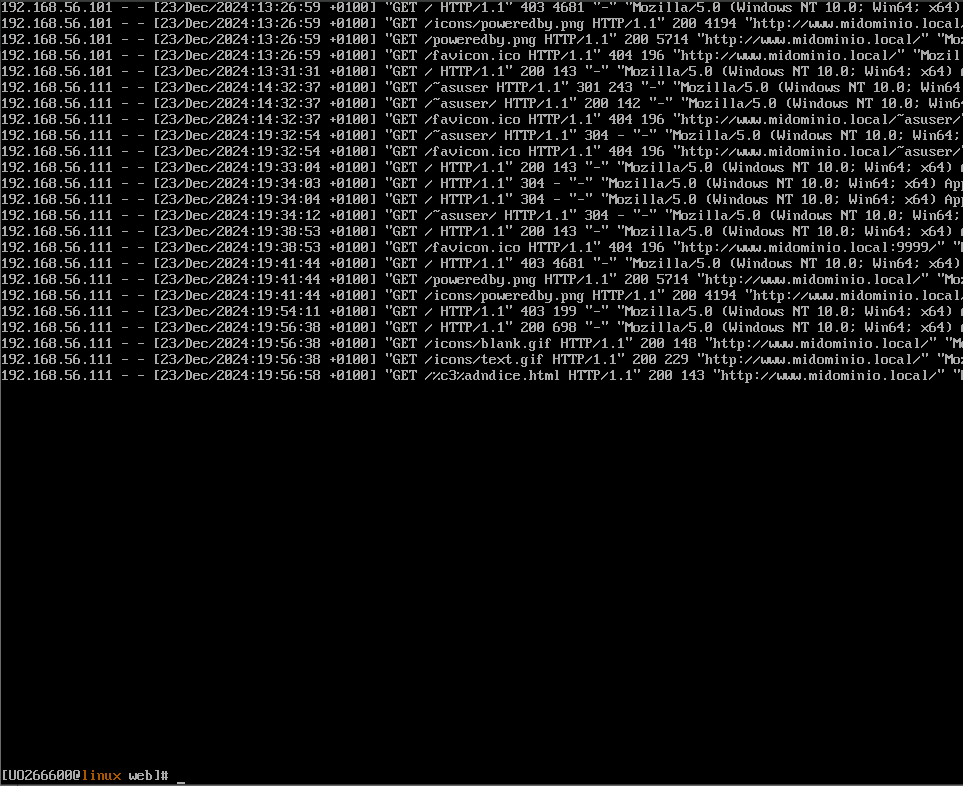 192.168.56.101 - - [23/Dec/2024:13:26:59 +0100] "GET / HTTP/1.1" 403 4681 "-" "Mozilla/5.0 (Windows NT 10.0; Win64; x64)
192.168.56.101 - - [23/Dec/2024:13:26:59 +0100] "GET /icons/poweredby.png HTTP/1.1" 200 4194 "http://www.midominio.local/
192.168.56.101 - - [23/Dec/2024:13:26:59 +0100] "GET /poweredby.png HTTP/1.1" 200 5714 "http://www.midominio.local/" "Moz
192.168.56.101 - - [23/Dec/2024:13:26:59 +0100] "GET /favicon.ico HTTP/1.1" 404 196 "http://www.midominio.local/" "Mozil
192.168.56.101 - - [23/Dec/2024:13:31:31 +0100] "GET / HTTP/1.1" 200 143 "-" "Mozilla/5.0 (Windows NT 10.0; Win64; x64)
192.168.56.111 - - [23/Dec/2024:14:32:37 +0100] "GET /~asuser HTTP/1.1" 301 243 "-" "Mozilla/5.0 (Windows NT 10.0; Win64
192.168.56.111 - - [23/Dec/2024:14:32:37 +0100] "GET /~asuser/ HTTP/1.1" 200 142 "-" "Mozilla/5.0 (Windows NT 10.0; Win6
192.168.56.111 - - [23/Dec/2024:14:32:37 +0100] "GET /favicon.ico HTTP/1.1" 404 196 "http://www.midominio.local/~asuser/"
192.168.56.111 - - [23/Dec/2024:19:32:54 +0100] "GET /~asuser/ HTTP/1.1" 304 - "-" "Mozilla/5.0 (Windows NT 10.0; Win64;
192.168.56.111 - - [23/Dec/2024:19:32:54 +0100] "GET /favicon.ico HTTP/1.1" 404 196 "http://www.midominio.local/~asuser/"
192.168.56.111 - - [23/Dec/2024:19:33:04 +0100] "GET / HTTP/1.1" 200 143 "-" "Mozilla/5.0 (Windows NT 10.0; Win64; x64)
192.168.56.111 - - [23/Dec/2024:19:34:03 +0100] "GET / HTTP/1.1" 304 - "-" "Mozilla/5.0 (Windows NT 10.0; Win64; x64) App
192.168.56.111 - - [23/Dec/2024:19:34:04 +0100] "GET / HTTP/1.1" 304 - "-" "Mozilla/5.0 (Windows NT 10.0; Win64; x64) App
192.168.56.111 - - [23/Dec/2024:19:34:12 +0100] "GET /~asuser/ HTTP/1.1" 304 - "-" "Mozilla/5.0 (Windows NT 10.0; Win64;
192.168.56.111 - - [23/Dec/2024:19:38:53 +0100] "GET / HTTP/1.1" 200 143 "-" "Mozilla/5.0 (Windows NT 10.0; Win64; x64)
192.168.56.111 - - [23/Dec/2024:19:38:53 +0100] "GET /favicon.ico HTTP/1.1" 404 196 "http://www.midominio.local:9999/" "M
192.168.56.111 - - [23/Dec/2024:19:41:44 +0100] "GET / HTTP/1.1" 403 4681 "-" "Mozilla/5.0 (Windows NT 10.0; Win64; x64)
192.168.56.111 - - [23/Dec/2024:19:41:44 +0100] "GET /poweredby.png HTTP/1.1" 200 5714 "http://www.midominio.local/" "Moz
192.168.56.111 - - [23/Dec/2024:19:41:44 +0100] "GET /icons/poweredby.png HTTP/1.1" 200 4194 "http://www.midominio.local/
192.168.56.111 - - [23/Dec/2024:19:54:11 +0100] "GET / HTTP/1.1" 403 199 "-" "Mozilla/5.0 (Windows NT 10.0; Win64; x64)
192.168.56.111 - - [23/Dec/2024:19:56:38 +0100] "GET / HTTP/1.1" 200 698 "-" "Mozilla/5.0 (Windows NT 10.0; Win64; x64)
192.168.56.111 - - [23/Dec/2024:19:56:38 +0100] "GET /icons/blank.gif HTTP/1.1" 200 148 "http://www.midominio.local/" "M
192.168.56.111 - - [23/Dec/2024:19:56:38 +0100] "GET /icons/text.gif HTTP/1.1" 200 229 "http://www.midominio.local/" "Mo
192.168.56.111 - - [23/Dec/2024:19:56:58 +0100] "GET /%c3%adndice.html HTTP/1.1" 200 143 "http://www.midominio.local/" "M
[UO266600@linux web]# _